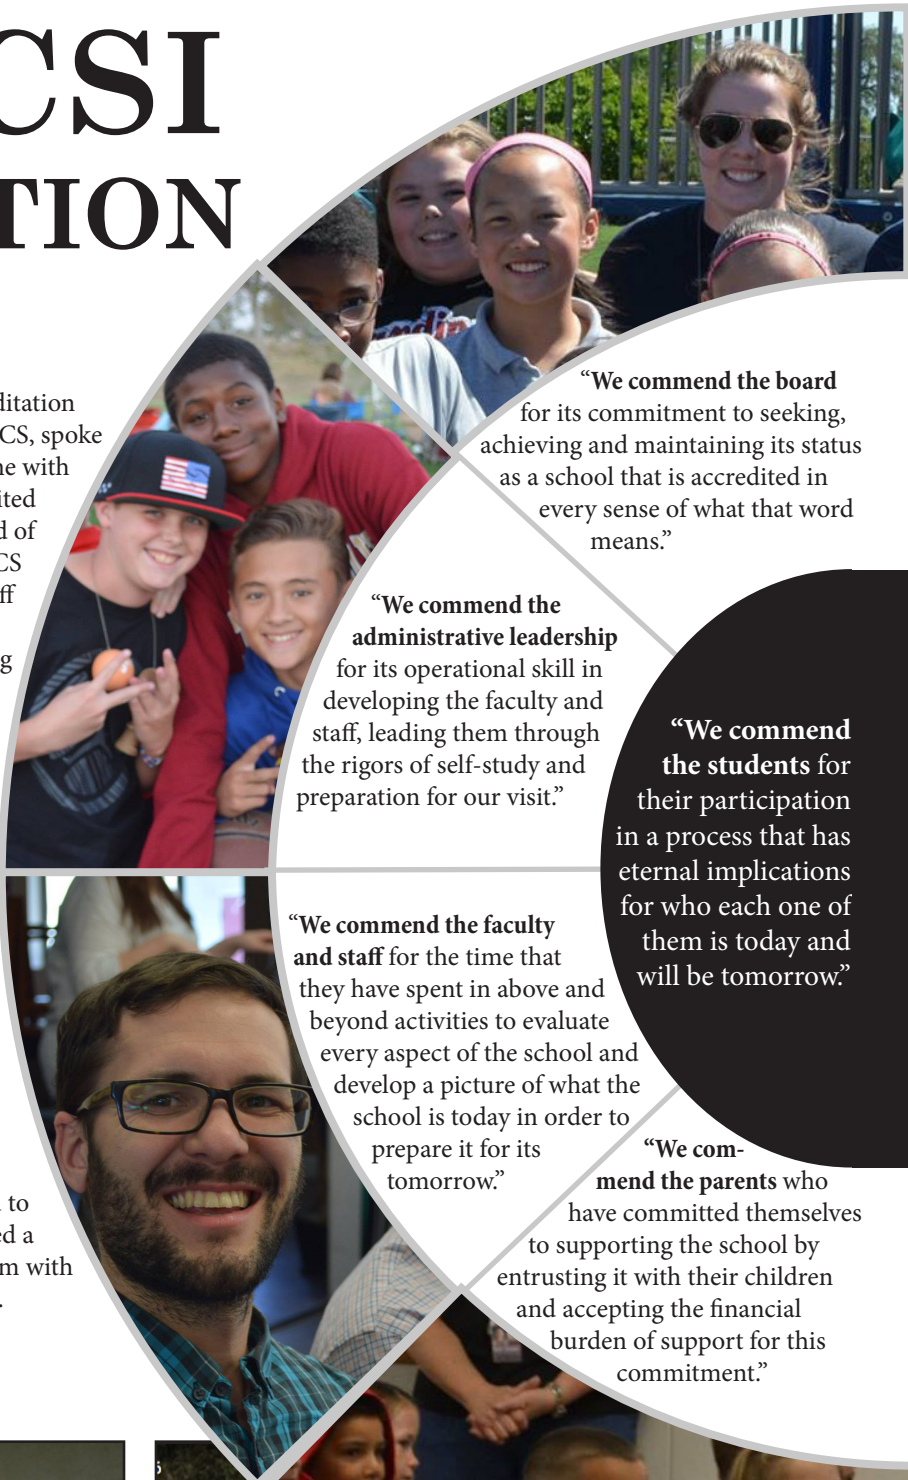 CSI
TION
ditation
CS, spoke
ne with
ited
d of
CS
ff
g
“We commend the board
for its commitment to seeking,
achieving and maintaining its status
as a school that is accredited in
every sense of what that word
means.”
“We commend the
administrative leadership
for its operational skill in
developing the faculty and
staff, leading them through
the rigors of self-study and
preparation for our visit.”
“We commend
the students for
their participation
in a process that has
eternal implications
for who each one of
them is today and
will be tomorrow.”
“We commend the faculty
and staff for the time that
they have spent in above and
beyond activities to evaluate
every aspect of the school and
develop a picture of what the
school is today in order to
prepare it for its
tomorrow.”
“We com-
mend the parents who
have committed themselves
to supporting the school by
entrusting it with their children
and accepting the financial
burden of support for this
commitment.”
to
ed a
m with
.